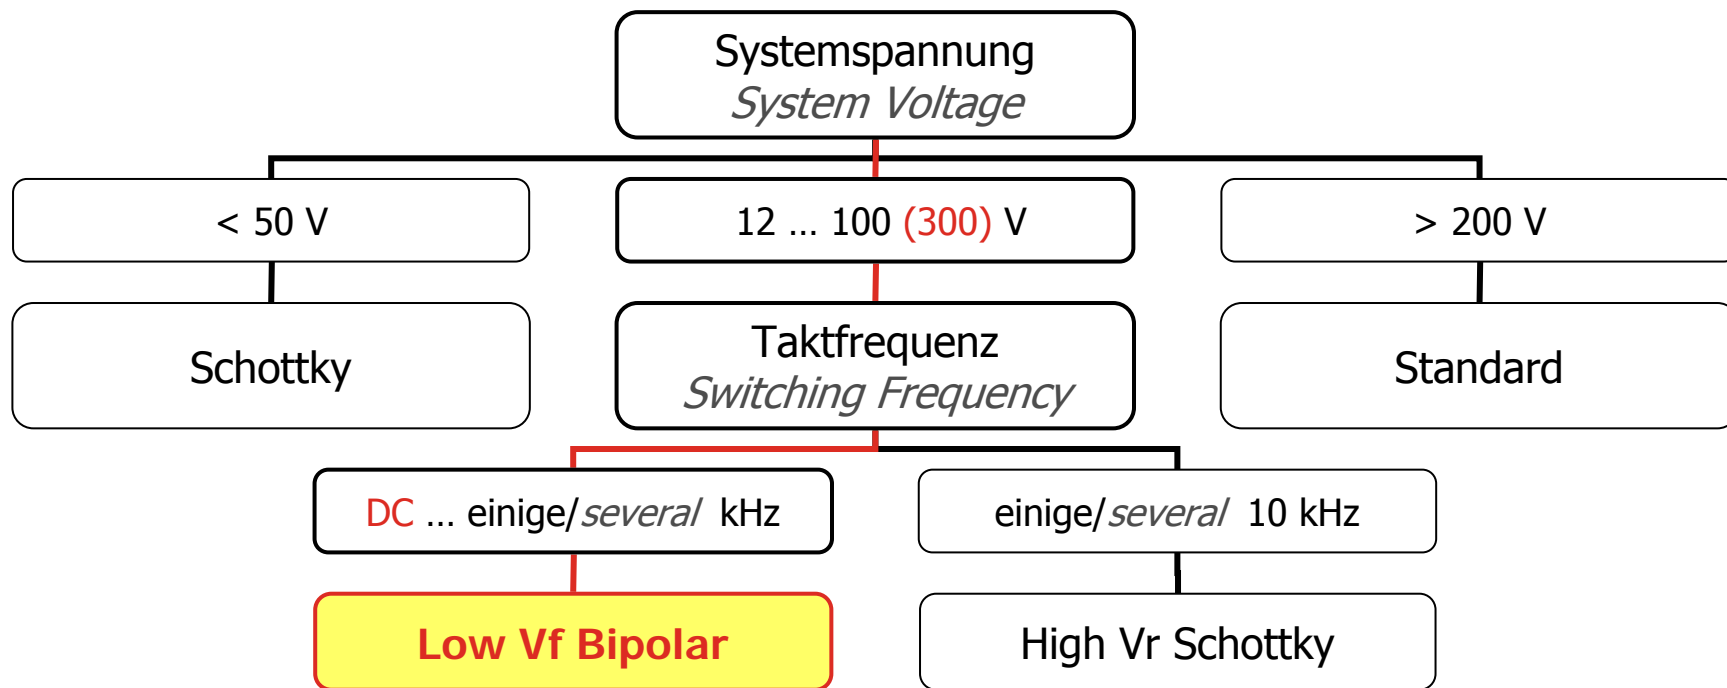 Systemspannung
System Voltage
< 50 V
12 ... 100 (300) V
> 200 V
Schottky
Taktfrequenz
Switching Frequency
Standard
DC ... einige/several kHz
einige/several 10 kHz
Low Vf Bipolar
High Vr Schottky